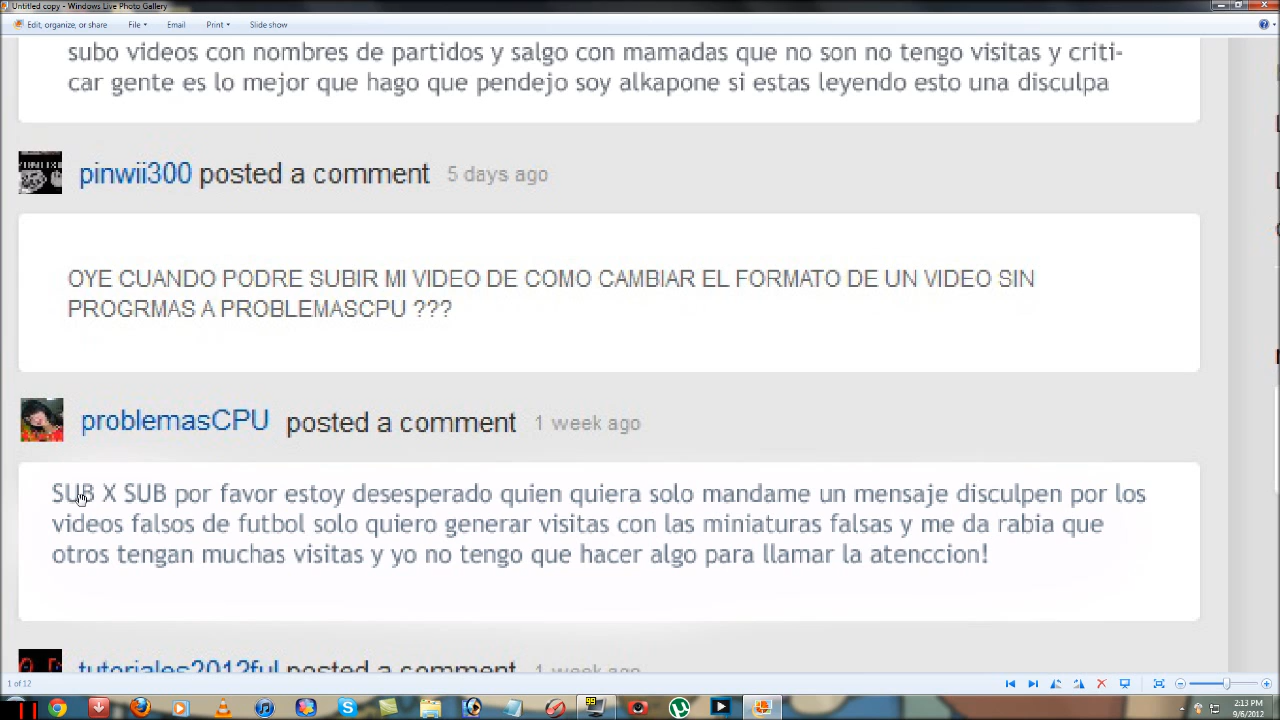 Untitled copy - Windows Live Photo Gallery
Edit, organize, or share File Email Print Slide show
subo videos con nombres de partidos y salgo con mamadas que no son no tengo visitas y criti-
car gente es lo mejor que hago que pendejo soy alkapone si estas leyendo esto una disculpa
pinwii300 posted a comment 5 days ago
OYE CUANDO PODRE SUBIR MI VIDEO DE COMO CAMBIAR EL FORMATO DE UN VIDEO SIN
PROGRMAS A PROBLEMASCPU ???
problemasCPU posted a comment 1 week ago
SUB X SUB por favor estoy desesperado quien quiera solo mandame un mensaje disculpen por los
videos falsos de futbol solo quiero generar visitas con las miniaturas falsas y me da rabia que
otros tengan muchas visitas y yo no tengo que hacer algo para llamar la atenccion!
tutoriales2012ful posted a comment 1 week ago
1 of 12
2:13 PM
9/6/2012